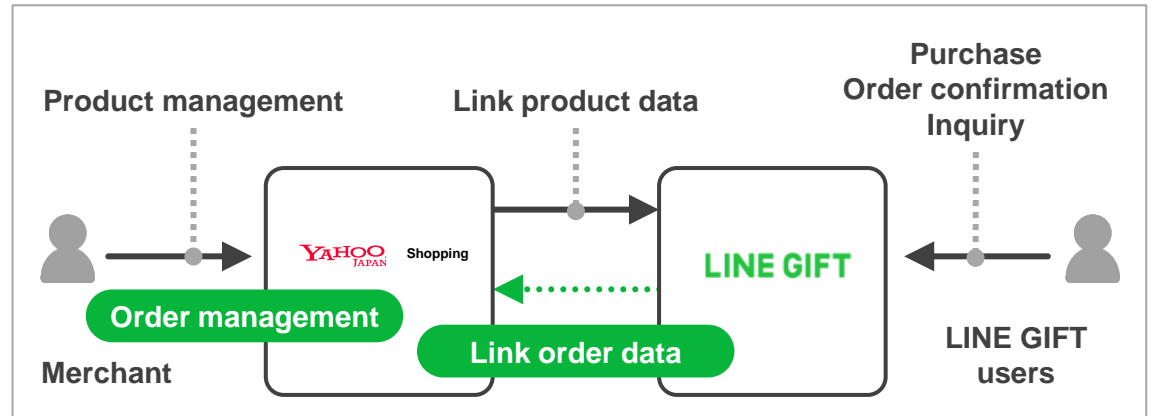 Purchase
Order confirmation
Inquiry
Product management
Link product data
YAHOO!
JAPAN
Shopping
LINE GIFT
Order management
Link order data
Merchant
LINE GIFT
users